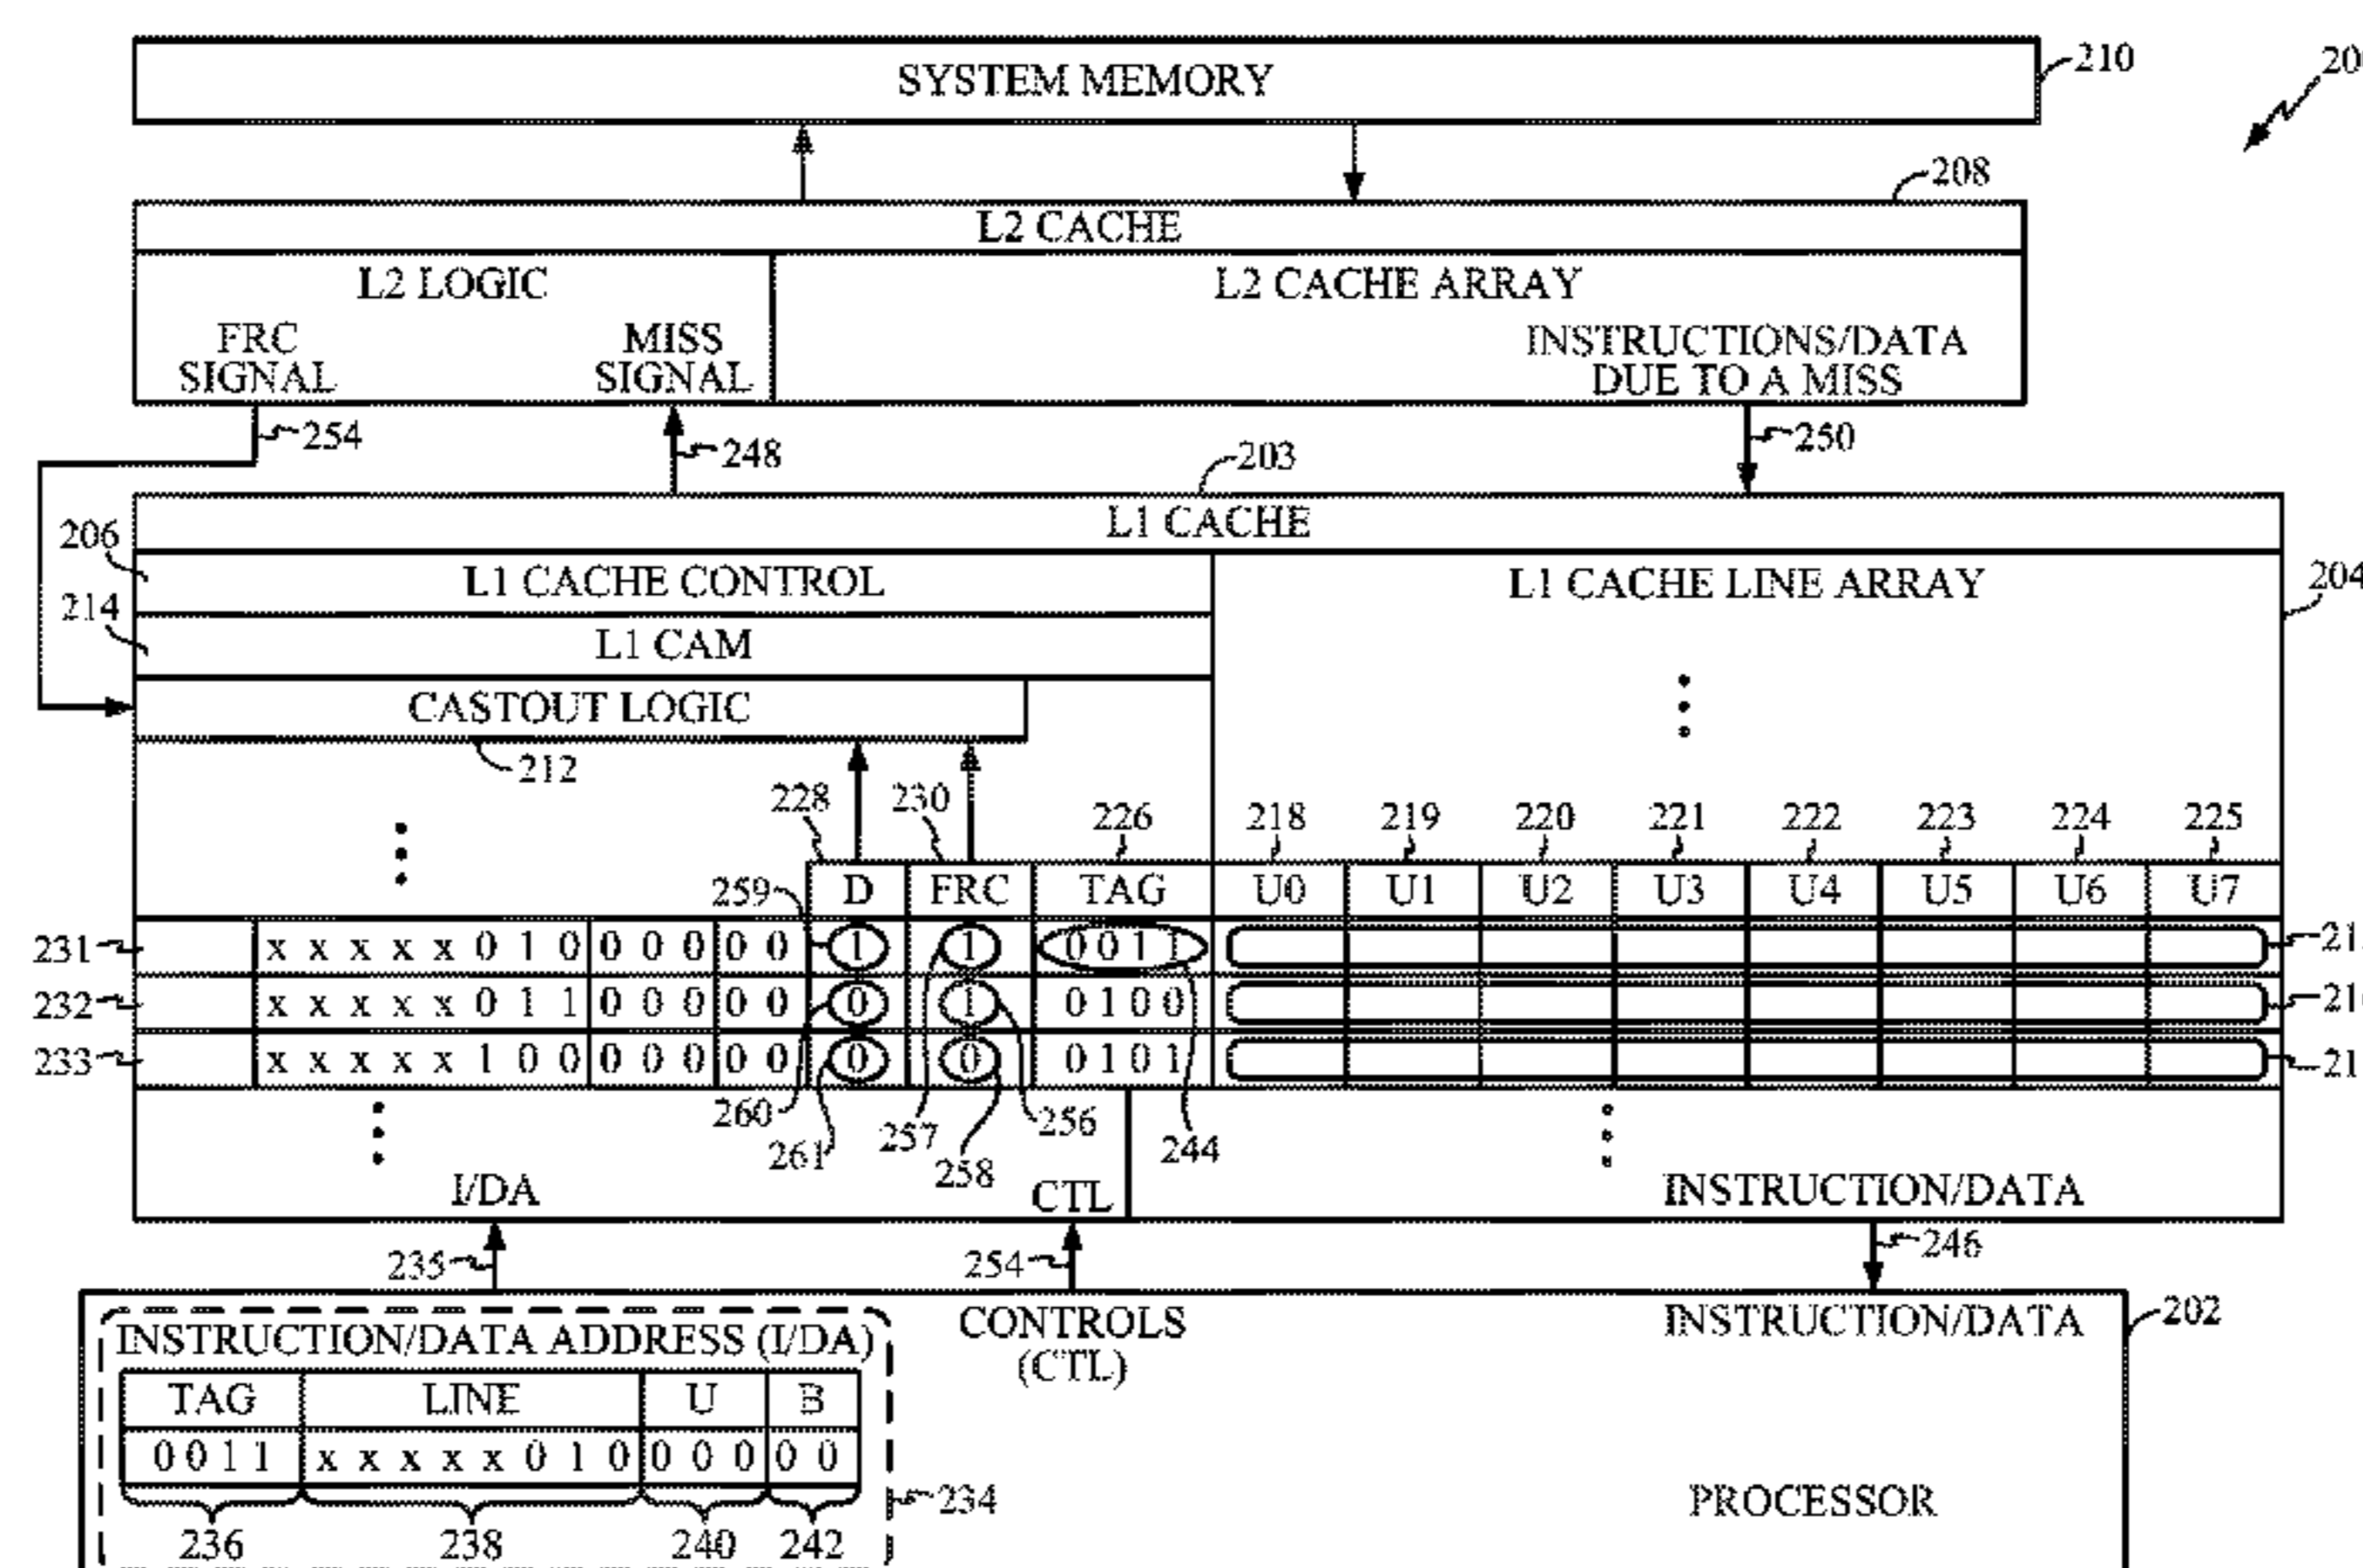 SYSTEM MEMORY
210
20
208
L2 CACHE
L2 LOGIC
L2 CACHE ARRAY
FRC SIGNAL
MISS SIGNAL
INSTRUCTIONS/DATA DUE TO A MISS
254
248
250
203
L1 CACHE
206
L1 CACHE CONTROL
L1 CACHE LINE ARRAY
204
214
L1 CAM
CASTOUT LOGIC
212
228 230 226 218 219 220 221 222 223 224 225
259 D FRC TAG U0 U1 U2 U3 U4 U5 U6 U7
231 x x x x x 0 1 0 0 0 0 0 0 1 1 0 0 1 1 21
232 x x x x x 0 1 1 0 0 0 0 0 0 1 0 1 0 0 21
233 x x x x x 1 0 0 0 0 0 0 0 0 0 0 1 0 1 21
260 261 257 258 256 244
I/DA CTL INSTRUCTION/DATA
235 254 246
INSTRUCTION/DATA ADDRESS (I/DA)
CONTROLS (CTL)
INSTRUCTION/DATA
202
TAG LINE U B
0 0 1 1 x x x x x 0 1 0 0 0 0 0 0
234
PROCESSOR
236 238 240 242